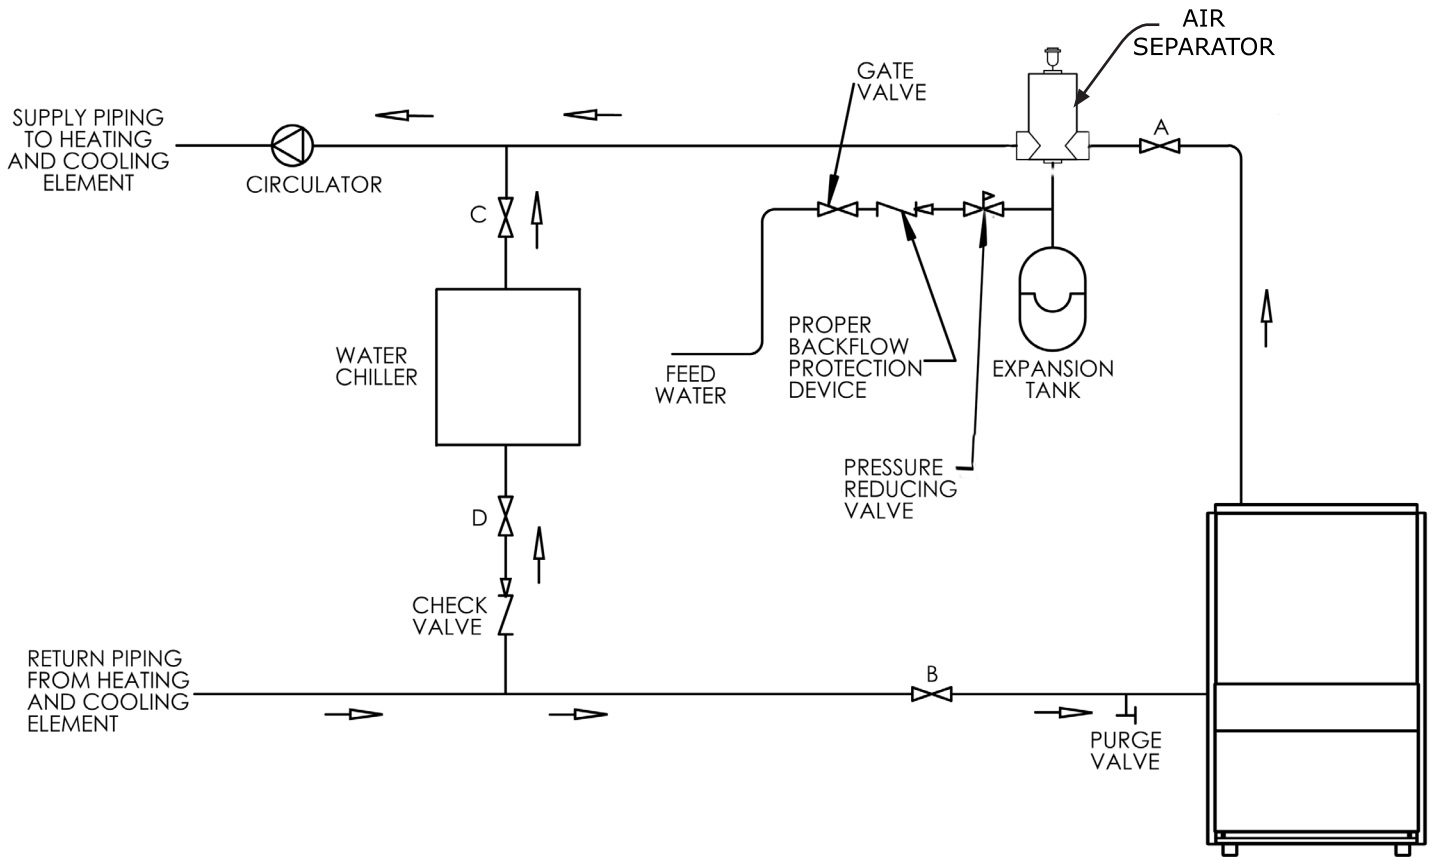 AIR
SEPARATOR
GATE
VALVE
SUPPLY PIPING
TO HEATING
AND COOLING
ELEMENT
CIRCULATOR
A
C
WATER
CHILLER
FEED
WATER
PROPER
BACKFLOW
PROTECTION
DEVICE
EXPANSION
TANK
PRESSURE
REDUCING
VALVE
D
CHECK
VALVE
RETURN PIPING
FROM HEATING
AND COOLING
ELEMENT
B
PURGE
VALVE